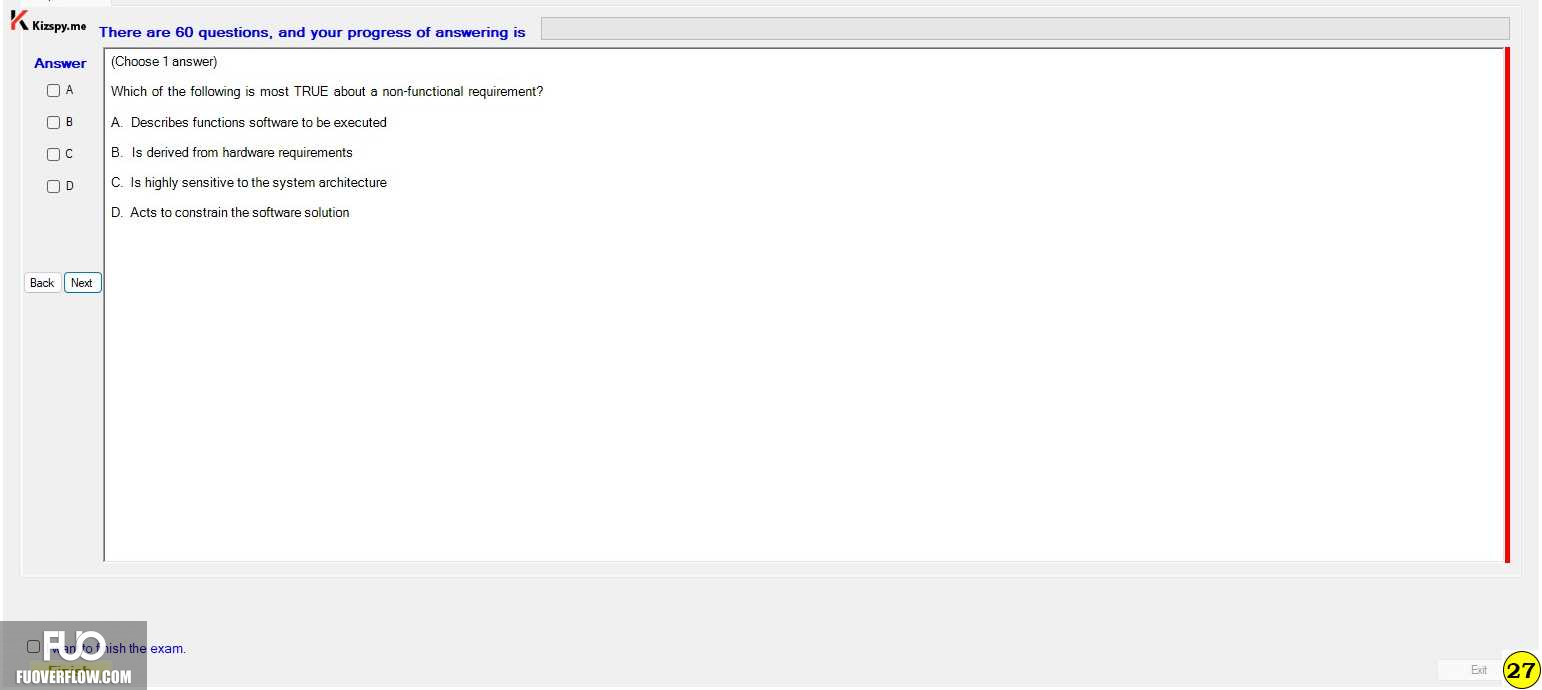 Kizspy.me
There are 60 questions, and your progress of answering is
Answer
(Choose 1 answer)
A
Which of the following is most TRUE about a non-functional requirement?
B
A. Describes functions software to be executed
C
B. Is derived from hardware requirements
D
C. Is highly sensitive to the system architecture
D. Acts to constrain the software solution
Back Next
FUO
want to finish the exam.
Finish
FUOVERFLOW.COM
Exit
27